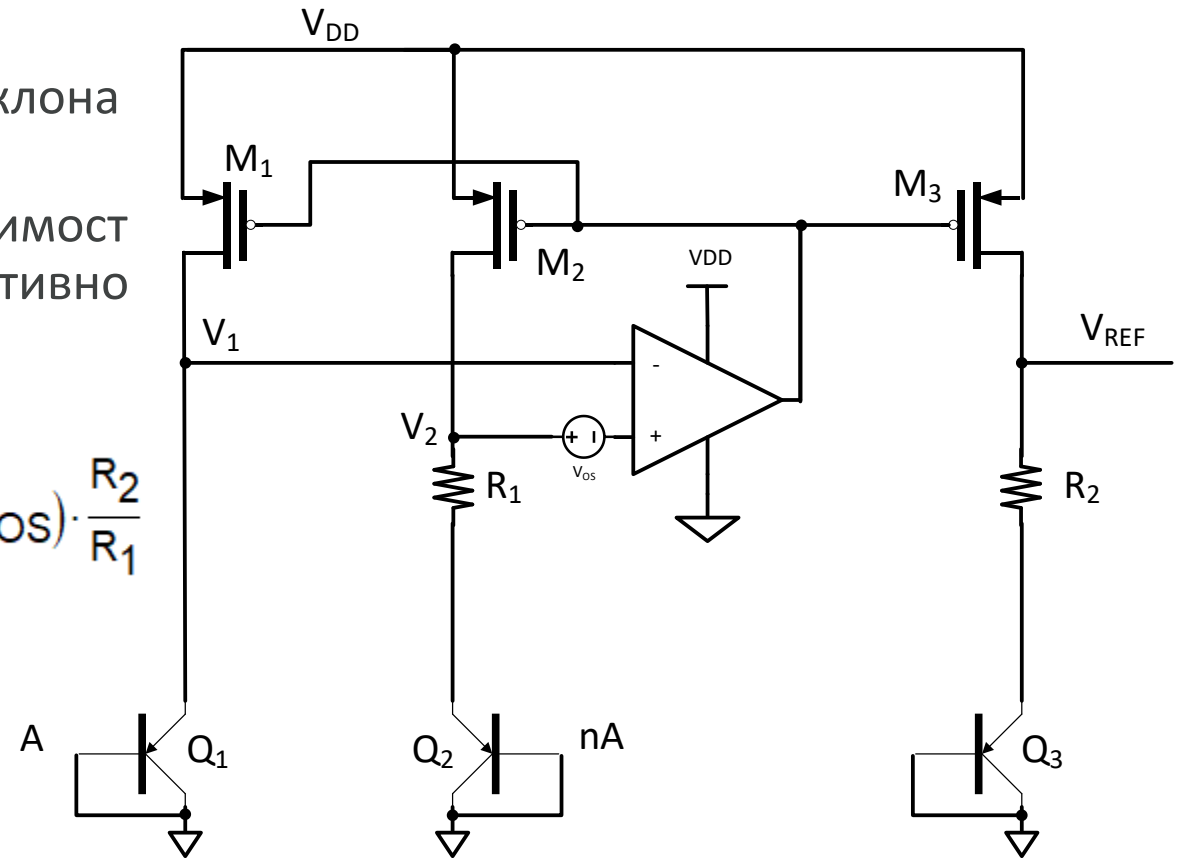 клона
имост
тивно
OS) · R2 / R1
VDD
M1
M2
M3
VDD
V1
VREF
V2
+ -
VOS
-
+
R1
R2
A
Q1
Q2
nA
Q3